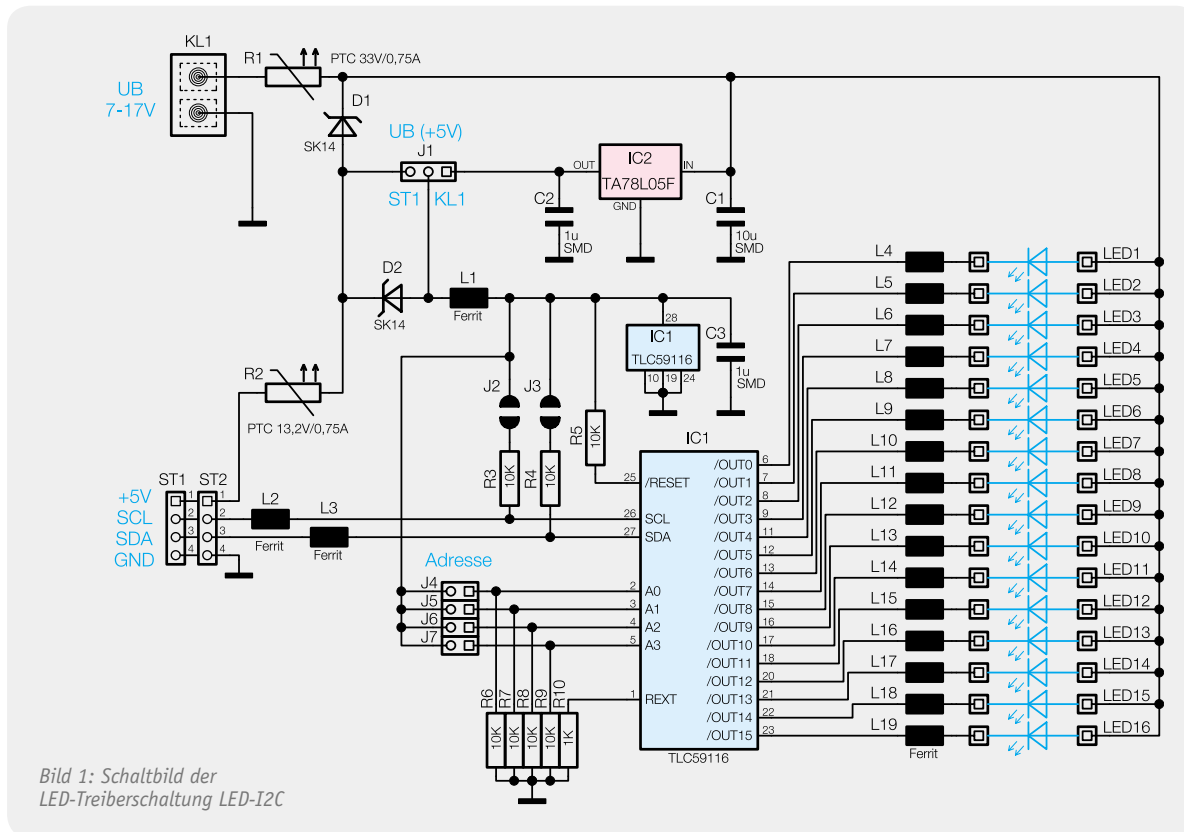 KL1
UB
7-17V
R1
PTC 33V/0,75A
D1
SK14
UB (+5V)
J1
ST1
KL1
OUT
IC2
IN
TA78L05F
GND
C2
1u
SMD
C1
10u
SMD
D2
SK14
L1
Ferrit
28
IC1
TLC59116
10
19
24
C3
1u
SMD
R2
PTC 13,2V/0,75A
J2
J3
R3
10K
R4
10K
R5
10K
ST1
ST2
+5V
SCL
SDA
GND
1
2
3
4
1
2
3
4
L2
Ferrit
L3
Ferrit
Adresse
J4
J5
J6
J7
R6
R7
R8
R9
R10
10K
10K
10K
10K
1K
IC1
25
/RESET
26
SCL
27
SDA
2
A0
3
A1
4
A2
5
A3
1
REXT
/OUT0
6
/OUT1
7
/OUT2
8
/OUT3
9
/OUT4
11
/OUT5
12
/OUT6
13
/OUT7
14
/OUT8
15
/OUT9
16
/OUT10
17
/OUT11
18
/OUT12
20
/OUT13
21
/OUT14
22
/OUT15
23
TLC59116
L4
LED1
L5
LED2
L6
LED3
L7
LED4
L8
LED5
L9
LED6
L10
LED7
L11
LED8
L12
LED9
L13
LED10
L14
LED11
L15
LED12
L16
LED13
L17
LED14
L18
LED15
L19
LED16
Ferrit
Bild 1: Schaltbild der
LED-Treiberschaltung LED-I2C